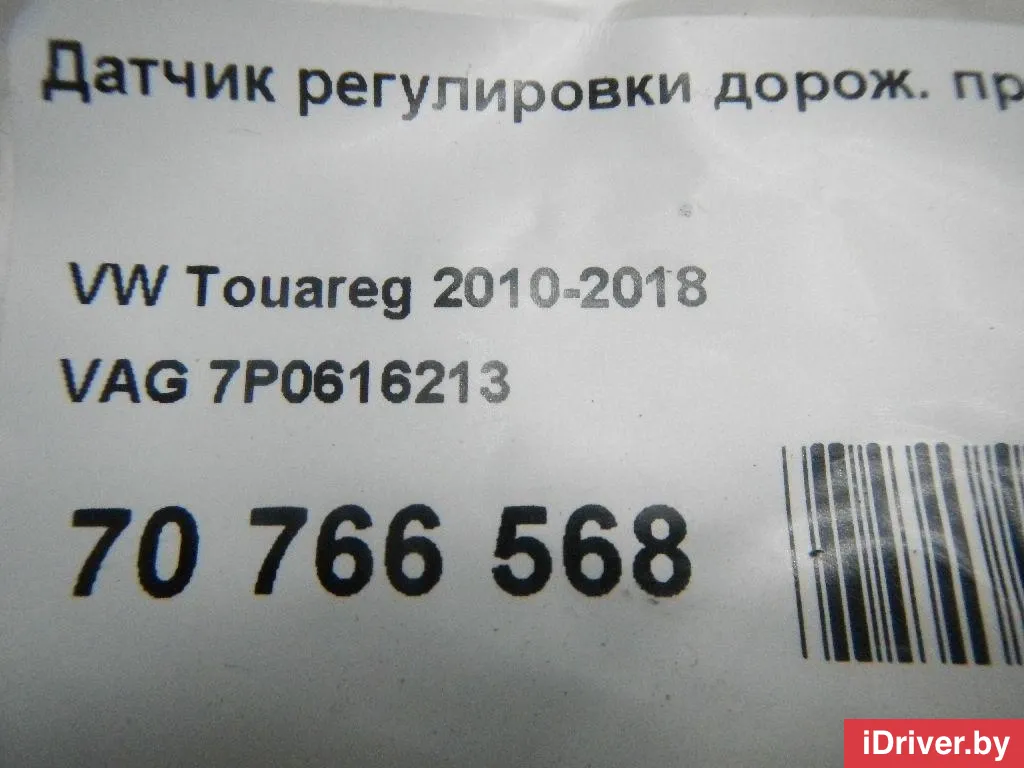 Датчик регулировки дорож. пр
VW Touareg 2010-2018
VAG 7P0616213
70 766 568
iDriver.by